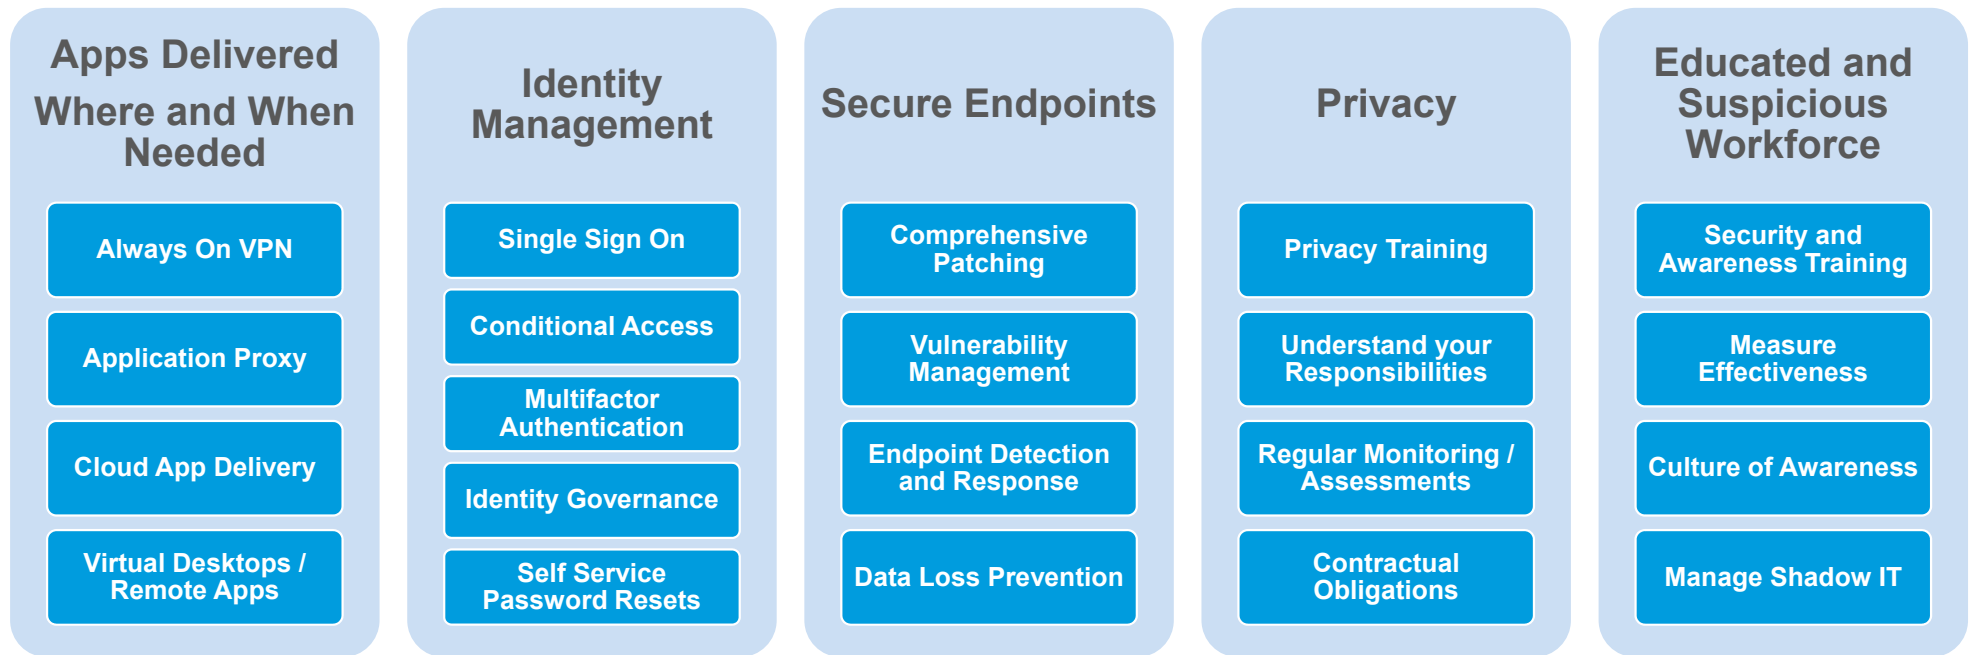 Apps Delivered
Where and When
Needed
Always On VPN
Application Proxy
Cloud App Delivery
Virtual Desktops /
Remote Apps
Identity
Management
Single Sign On
Conditional Access
Multifactor
Authentication
Identity Governance
Self Service
Password Resets
Secure Endpoints
Comprehensive
Patching
Vulnerability
Management
Endpoint Detection
and Response
Data Loss Prevention
Privacy
Privacy Training
Understand your
Responsibilities
Regular Monitoring /
Assessments
Contractual
Obligations
Educated and
Suspicious
Workforce
Security and
Awareness Training
Measure
Effectiveness
Culture of Awareness
Manage Shadow IT